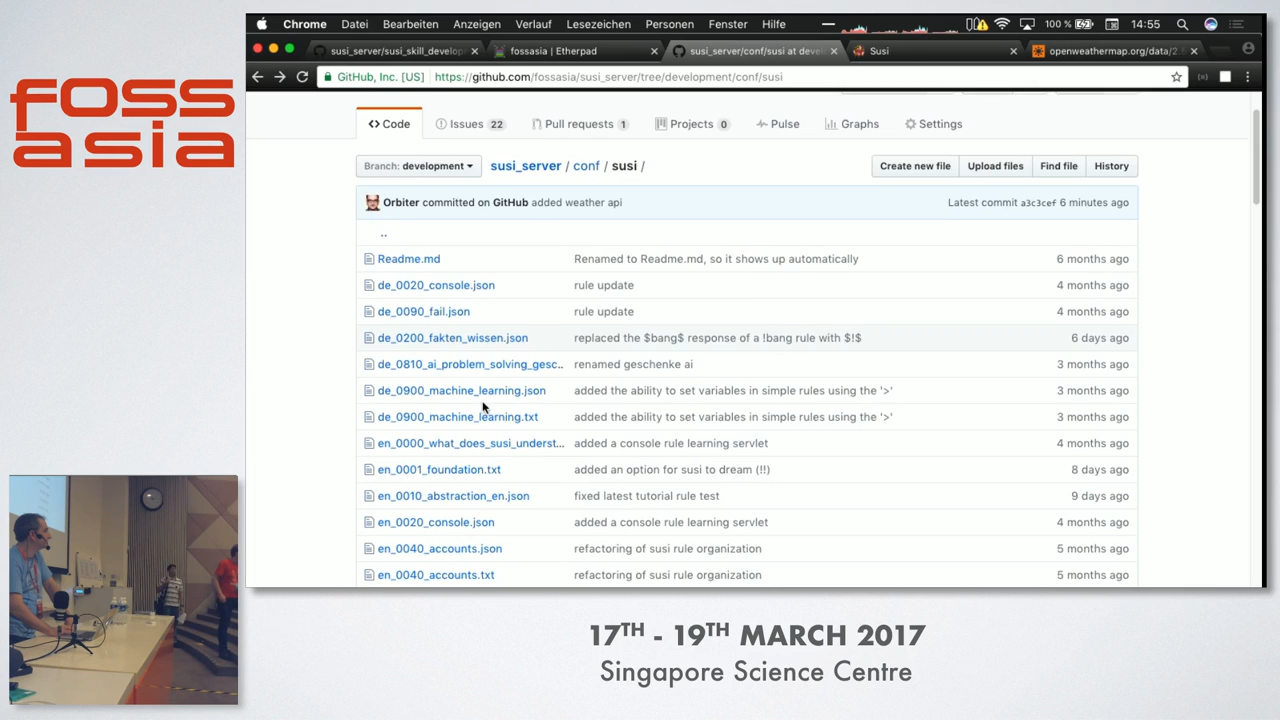 foss
asia
Chrome Datei Bearbeiten Anzeigen Verlauf Lesezeichen Personen Fenster Hilfe 100 % 14:55
susi_server/susi_skill_develop fossasia | Etherpad susi_server/conf/susi at deve Susi openweathermap.org/data/2.
GitHub, Inc. [US] https://github.com/fossasia/susi_server/tree/development/conf/susi
Code Issues 22 Pull requests 1 Projects 0 Pulse Graphs Settings
Branch: development susi_server / conf / susi / Create new file Upload files Find file History
Orbiter committed on GitHub added weather api Latest commit a3c3cef 6 minutes ago
..
Readme.md Renamed to Readme.md, so it shows up automatically 6 months ago
de_0020_console.json rule update 4 months ago
de_0090_fail.json rule update 4 months ago
de_0200_fakten_wissen.json replaced the $bang$ response of a !bang rule with $!$ 6 days ago
de_0810_ai_problem_solving_gesc... renamed geschenke ai 3 months ago
de_0900_machine_learning.json added the ability to set variables in simple rules using the '>' 3 months ago
de_0900_machine_learning.txt added the ability to set variables in simple rules using the '>' 3 months ago
en_0000_what_does_susi_underst... added a console rule learning servlet 4 months ago
en_0001_foundation.txt added an option for susi to dream (!!) 8 days ago
en_0010_abstraction_en.json fixed latest tutorial rule test 9 days ago
en_0020_console.json added a console rule learning servlet 4 months ago
en_0040_accounts.json refactoring of susi rule organization 5 months ago
en_0040_accounts.txt refactoring of susi rule organization 5 months ago
17TH - 19TH MARCH 2017
Singapore Science Centre